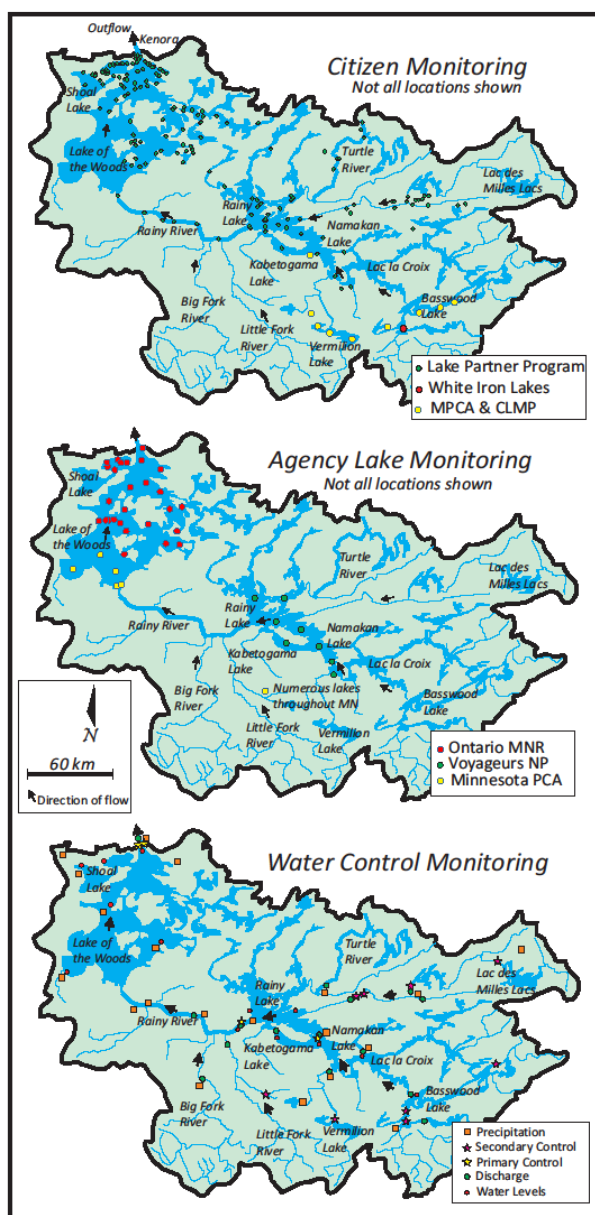 Outflow
Kenora
Citizen Monitoring
Not all locations shown
Shoal
Lake
Lake of
the Woods
Turtle
River
Lac des
Milles Lacs
Rainy
Lake
Namakan
Lake
Rainy River
Kabetogama
Lake
Lac la Croix
Big Fork
River
Basswood
Lake
Little Fork
River
Vermilion
Lake
Lake Partner Program
White Iron Lakes
MPCA & CLMP
Agency Lake Monitoring
Not all locations shown
Shoal
Lake
Lake of
the Woods
Turtle
River
Lac des
Milles Lacs
Rainy
Lake
Namakan
Lake
Rainy River
Kabetogama
Lake
Lac la Croix
Big Fork
River
Numerous lakes
throughout MN
Basswood
Lake
Little Fork
River
Vermilion
Lake
N
60 km
Direction of flow
Ontario MNR
Voyageurs NP
Minnesota PCA
Water Control Monitoring
Shoal
Lake
Lake of
the Woods
Turtle
River
Lac des
Milles Lacs
Rainy
Lake
Rainy River
Namakan
Lake
Kabetogama
Lake
Lac la Croix
Big Fork
River
Basswood
Lake
Little Fork
River
Vermilion
Lake
Precipitation
Secondary Control
Primary Control
Discharge
Water Levels